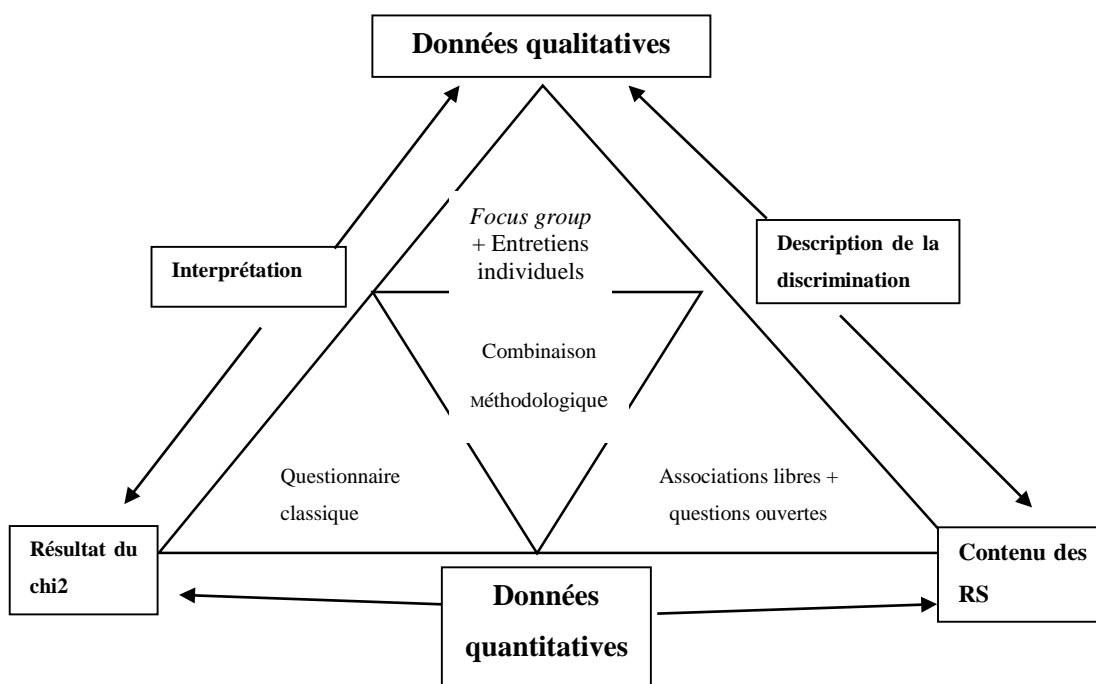 Données qualitatives
Focus group
+ Entretiens
individuels
Interprétation
Description de la
discrimination
Combinaison
Méthodologique
Questionnaire
classique
Associations libres +
questions ouvertes
Résultat du
chi2
Données
quantitatives
Contenu des
RS